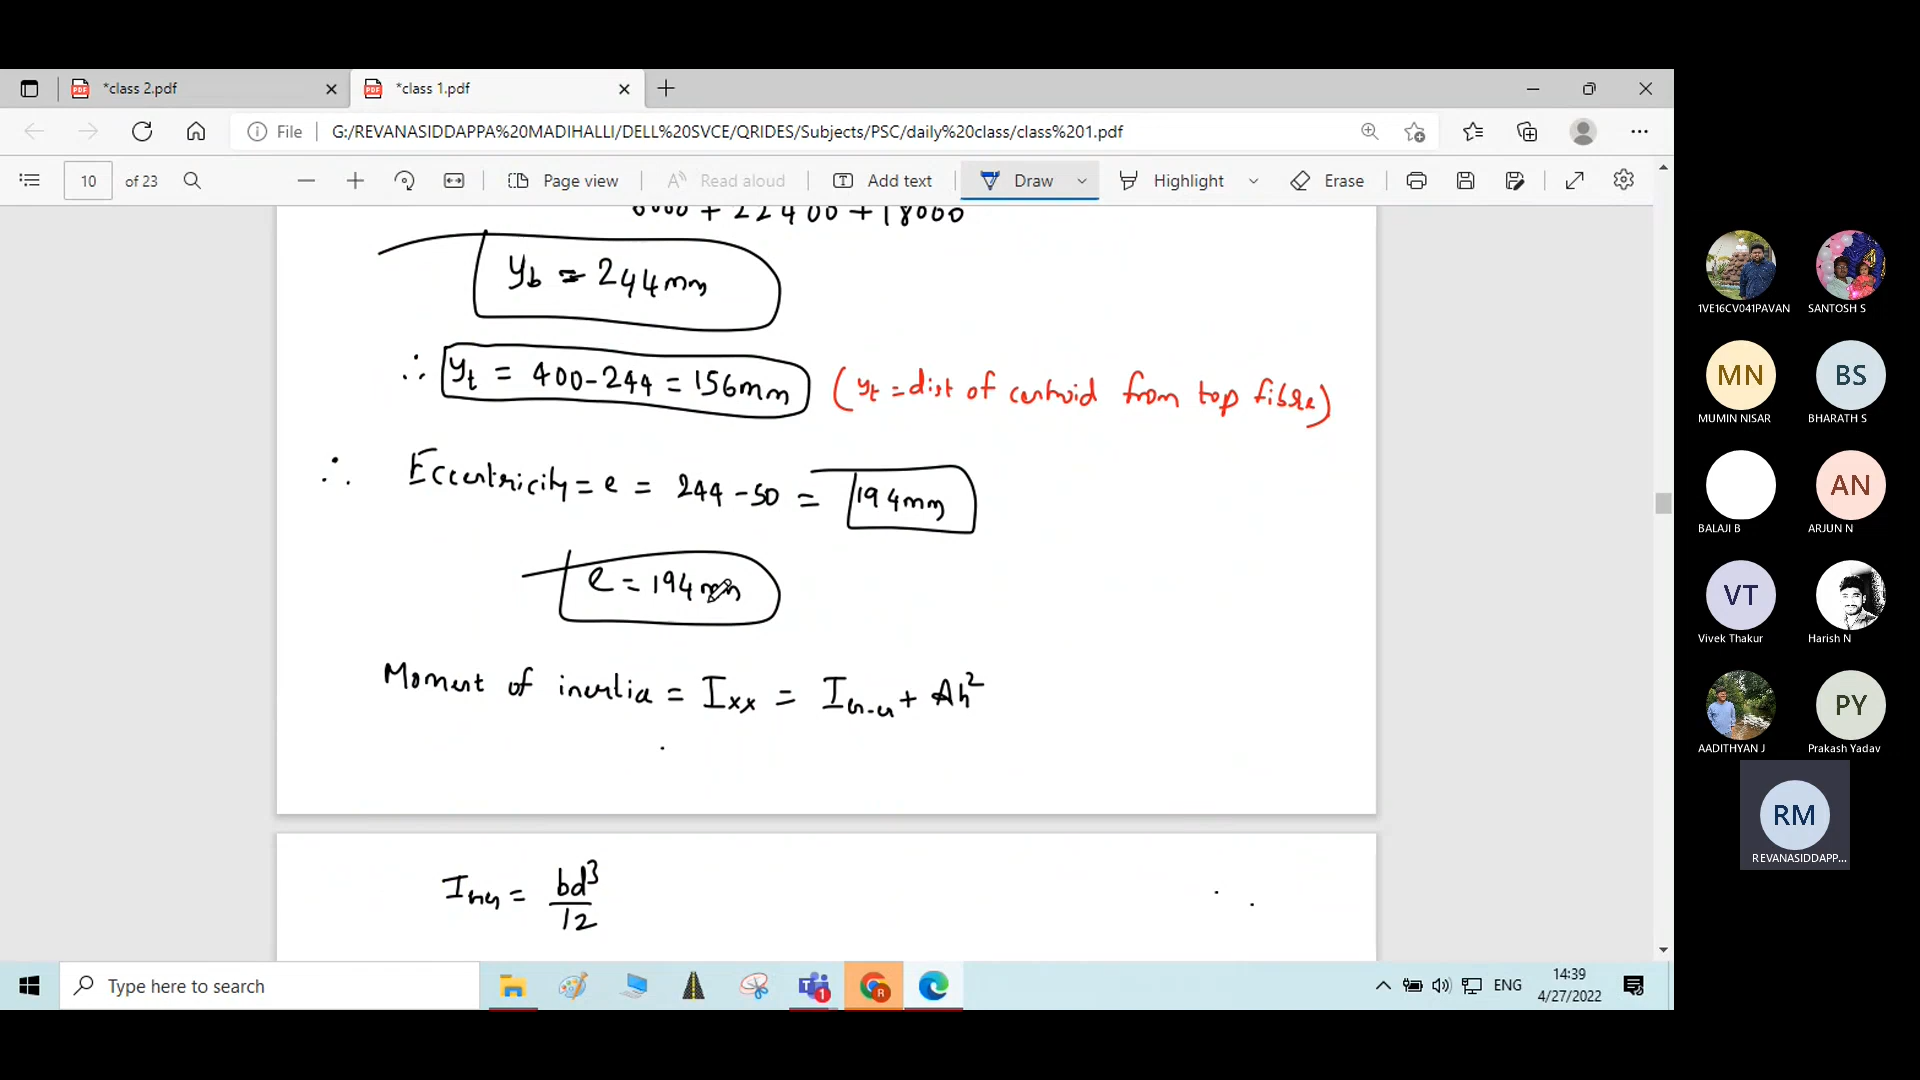 *class 2.pdf
*class 1.pdf
File
G:/REVANASIDDAPPA%20MADIHALLI/DELL%20SVCE/QRIDES/Subjects/PSC/daily%20class/class%201.pdf
10 of 23
Page view
Read aloud
Add text
Draw
Highlight
Erase
+ 22400 + 18000
yb = 244mm
∴ yt = 400-244 = 156mm (yt = dist of centroid from top fibre)
∴ Eccentricity = e = 244 - 50 = 194mm
e = 194mm
Moment of inertia = Ixx = I + Ah²
I = bd³/12
1VE16CV041PAVAN
SANTOSH S
MN
BS
MUMIN NISAR
BHARATH S
AN
BALAJI B
ARJUN N
VT
Vivek Thakur
Harish N
PY
AADITHYAN J
Prakash Yadav
RM
REVANASIDDAPP...
Type here to search
1
R
ENG
14:39
4/27/2022